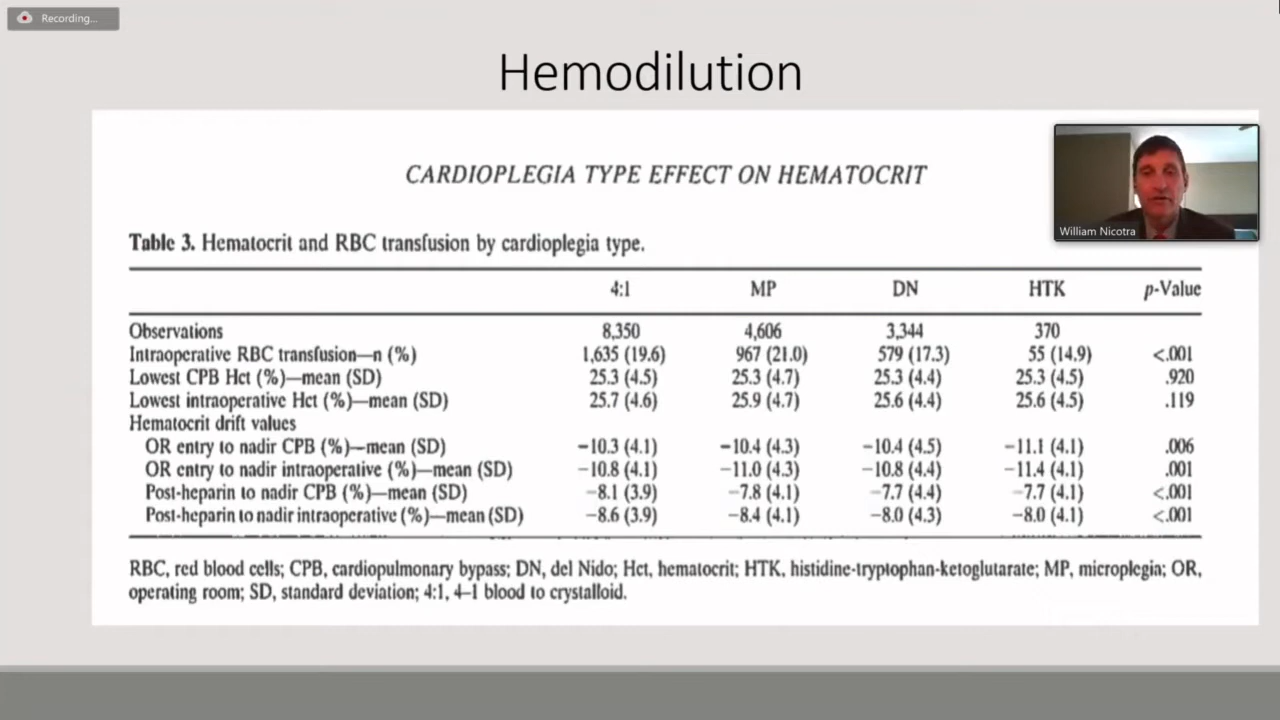 Recording...
Hemodilution
CARDIOPLEGIA TYPE EFFECT ON HEMATOCRIT
William Nicotra
Table 3. Hematocrit and RBC transfusion by cardioplegia type.
4:1 MP DN HTK p-Value
Observations 8,350 4,606 3,344 370
Intraoperative RBC transfusion—n (%) 1,635 (19.6) 967 (21.0) 579 (17.3) 55 (14.9) <.001
Lowest CPB Hct (%)—mean (SD) 25.3 (4.5) 25.3 (4.7) 25.3 (4.4) 25.3 (4.5) .920
Lowest intraoperative Hct (%)—mean (SD) 25.7 (4.6) 25.9 (4.7) 25.6 (4.4) 25.6 (4.5) .119
Hematocrit drift values
OR entry to nadir CPB (%)—mean (SD) −10.3 (4.1) −10.4 (4.3) −10.4 (4.5) −11.1 (4.1) .006
OR entry to nadir intraoperative (%)—mean (SD) −10.8 (4.1) −11.0 (4.3) −10.8 (4.4) −11.4 (4.1) .001
Post-heparin to nadir CPB (%)—mean (SD) −8.1 (3.9) −7.8 (4.1) −7.7 (4.4) −7.7 (4.1) <.001
Post-heparin to nadir intraoperative (%)—mean (SD) −8.6 (3.9) −8.4 (4.1) −8.0 (4.3) −8.0 (4.1) <.001
RBC, red blood cells; CPB, cardiopulmonary bypass; DN, del Nido; Hct, hematocrit; HTK, histidine-tryptophan-ketoglutarate; MP, microplegia; OR,
operating room; SD, standard deviation; 4:1, 4–1 blood to crystalloid.